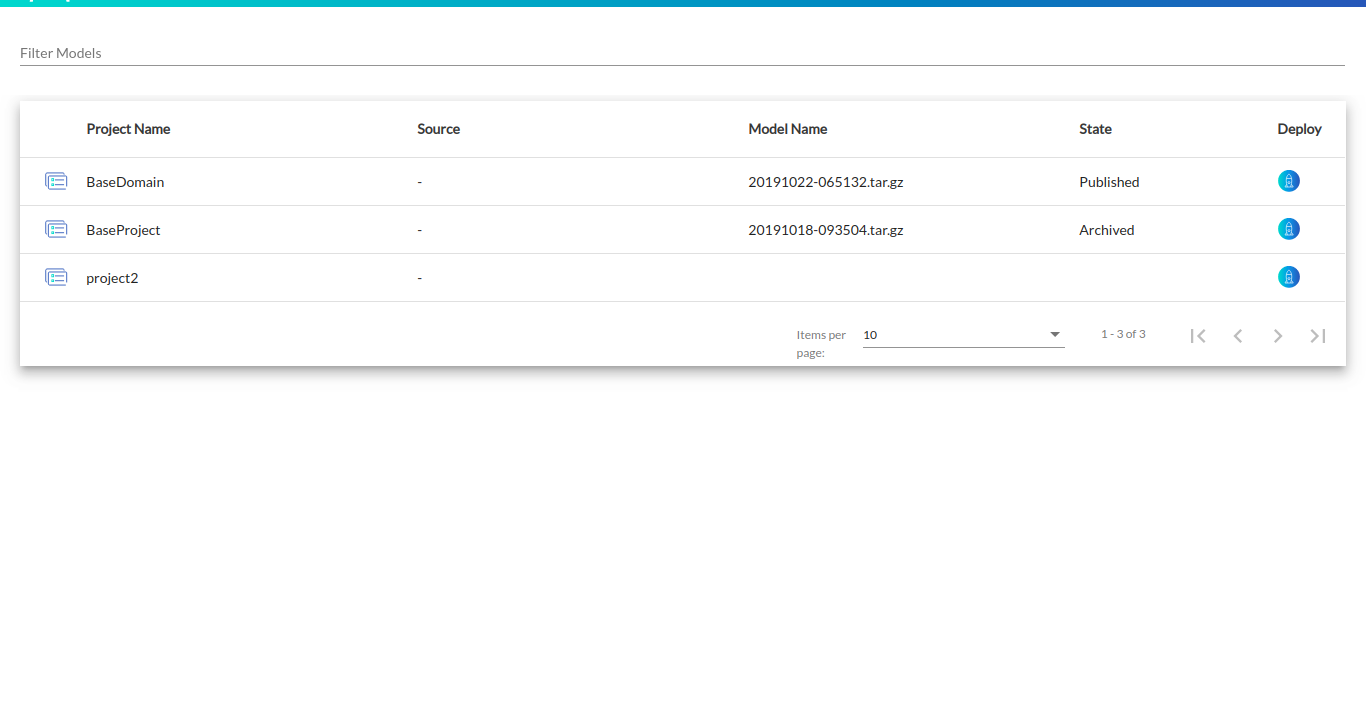 Filter Models
Project Name Source Model Name State Deploy
BaseDomain - 20191022-065132.tar.gz Published
BaseProject - 20191018-093504.tar.gz Archived
project2 -
Items per page: 10 1 - 3 of 3